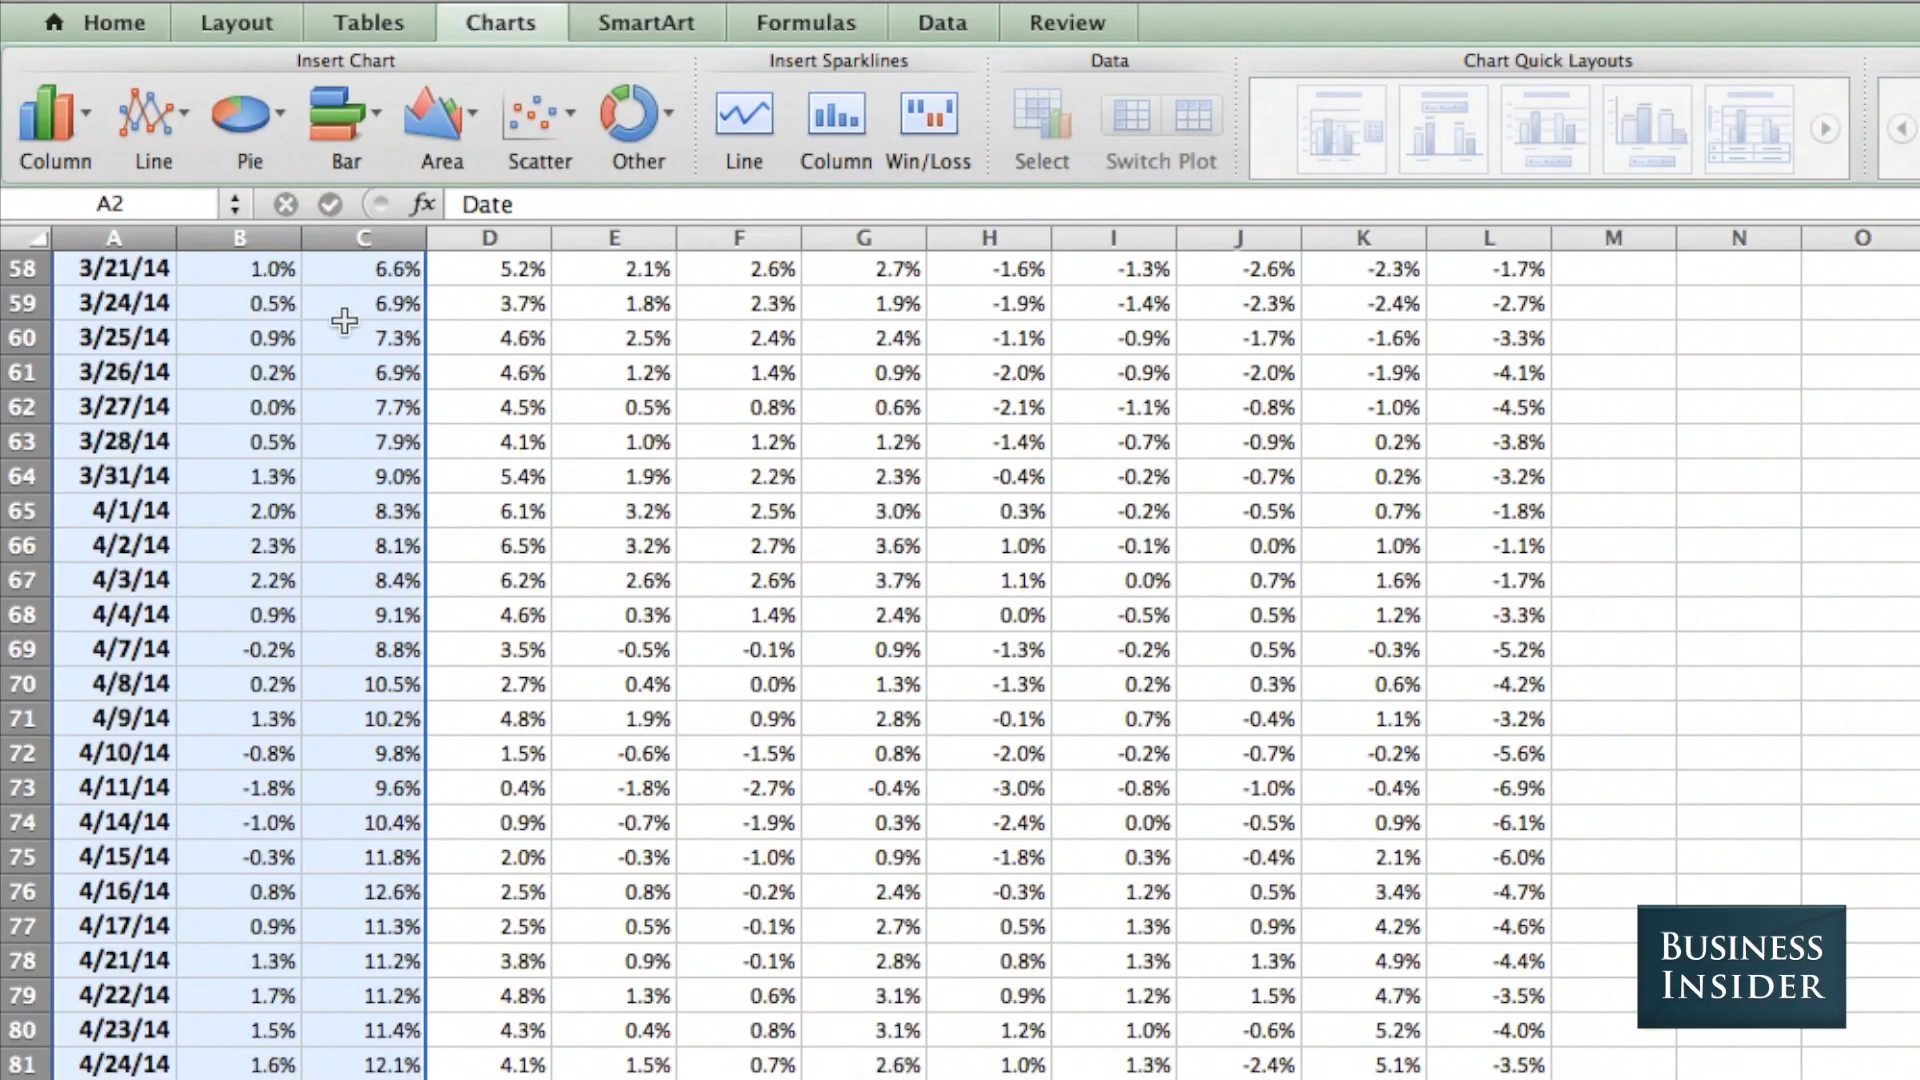 Home Layout Tables Charts SmartArt Formulas Data Review
Insert Chart Insert Sparklines Data Chart Quick Layouts
Column Line Pie Bar Area Scatter Other Line Column Win/Loss Select Switch Plot
A2 fx Date
A B C D E F G H I J K L M N O
58 3/21/14 1.0% 6.6% 5.2% 2.1% 2.6% 2.7% -1.6% -1.3% -2.6% -2.3% -1.7%
59 3/24/14 0.5% 6.9% 3.7% 1.8% 2.3% 1.9% -1.9% -1.4% -2.3% -2.4% -2.7%
60 3/25/14 0.9% 7.3% 4.6% 2.5% 2.4% 2.4% -1.1% -0.9% -1.7% -1.6% -3.3%
61 3/26/14 0.2% 6.9% 4.6% 1.2% 1.4% 0.9% -2.0% -0.9% -2.0% -1.9% -4.1%
62 3/27/14 0.0% 7.7% 4.5% 0.5% 0.8% 0.6% -2.1% -1.1% -0.8% -1.0% -4.5%
63 3/28/14 0.5% 7.9% 4.1% 1.0% 1.2% 1.2% -1.4% -0.7% -0.9% 0.2% -3.8%
64 3/31/14 1.3% 9.0% 5.4% 1.9% 2.2% 2.3% -0.4% -0.2% -0.7% 0.2% -3.2%
65 4/1/14 2.0% 8.3% 6.1% 3.2% 2.5% 3.0% 0.3% -0.2% -0.5% 0.7% -1.8%
66 4/2/14 2.3% 8.1% 6.5% 3.2% 2.7% 3.6% 1.0% -0.1% 0.0% 1.0% -1.1%
67 4/3/14 2.2% 8.4% 6.2% 2.6% 2.6% 3.7% 1.1% 0.0% 0.7% 1.6% -1.7%
68 4/4/14 0.9% 9.1% 4.6% 0.3% 1.4% 2.4% 0.0% -0.5% 0.5% 1.2% -3.3%
69 4/7/14 -0.2% 8.8% 3.5% -0.5% -0.1% 0.9% -1.3% -0.2% 0.5% -0.3% -5.2%
70 4/8/14 0.2% 10.5% 2.7% 0.4% 0.0% 1.3% -1.3% 0.2% 0.3% 0.6% -4.2%
71 4/9/14 1.3% 10.2% 4.8% 1.9% 0.9% 2.8% -0.1% 0.7% -0.4% 1.1% -3.2%
72 4/10/14 -0.8% 9.8% 1.5% -0.6% -1.5% 0.8% -2.0% -0.2% -0.7% -0.2% -5.6%
73 4/11/14 -1.8% 9.6% 0.4% -1.8% -2.7% -0.4% -3.0% -0.8% -1.0% -0.4% -6.9%
74 4/14/14 -1.0% 10.4% 0.9% -0.7% -1.9% 0.3% -2.4% 0.0% -0.5% 0.9% -6.1%
75 4/15/14 -0.3% 11.8% 2.0% -0.3% -1.0% 0.9% -1.8% 0.3% -0.4% 2.1% -6.0%
76 4/16/14 0.8% 12.6% 2.5% 0.8% -0.2% 2.4% -0.3% 1.2% 0.5% 3.4% -4.7%
77 4/17/14 0.9% 11.3% 2.5% 0.5% -0.1% 2.7% 0.5% 1.3% 0.9% 4.2% -4.6%
78 4/21/14 1.3% 11.2% 3.8% 0.9% -0.1% 2.8% 0.8% 1.3% 1.3% 4.9% -4.4%
79 4/22/14 1.7% 11.2% 4.8% 1.3% 0.6% 3.1% 0.9% 1.2% 1.5% 4.7% -3.5%
80 4/23/14 1.5% 11.4% 4.3% 0.4% 0.8% 3.1% 1.2% 1.0% -0.6% 5.2% -4.0%
81 4/24/14 1.6% 12.1% 4.1% 1.5% 0.7% 2.6% 1.0% 1.3% -2.4% 5.1% -3.5%
BUSINESS
INSIDER